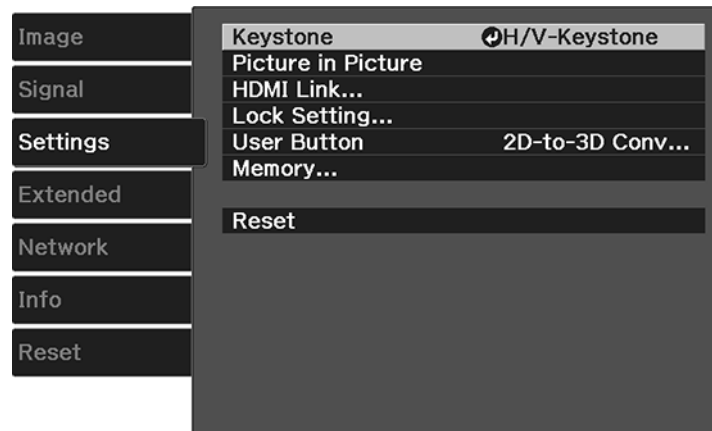 Image
Signal
Settings
Extended
Network
Info
Reset
Keystone H/V-Keystone
Picture in Picture
HDMI Link...
Lock Setting...
User Button 2D-to-3D Conv...
Memory...
Reset